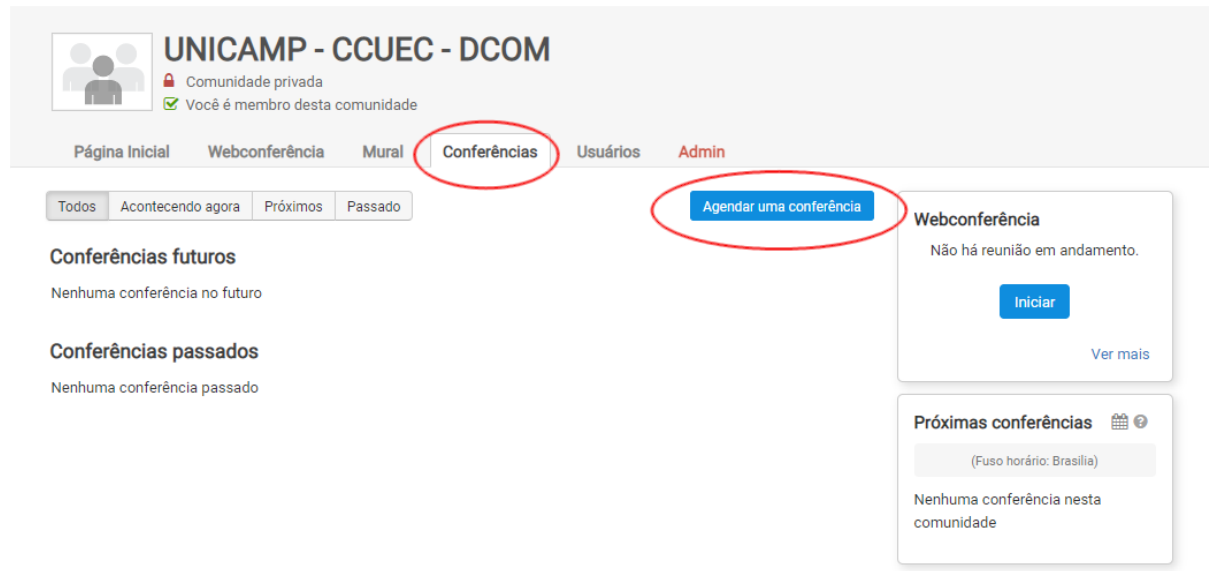 UNICAMP - CCUEC - DCOM
Comunidade privada
Você é membro desta comunidade
Página Inicial Webconferência Mural Conferências Usuários Admin
Todos Acontecendo agora Próximos Passado
Agendar uma conferência
Conferências futuros
Nenhuma conferência no futuro
Conferências passados
Nenhuma conferência passado
Webconferência
Não há reunião em andamento.
Iniciar
Ver mais
Próximas conferências
(Fuso horário: Brasilia)
Nenhuma conferência nesta
comunidade